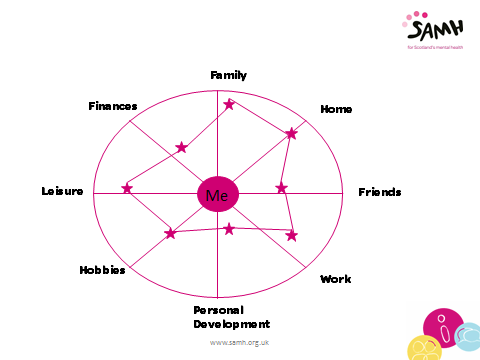 SAMH
for Scotland's mental health
Family
Finances
Home
Leisure
Me
Friends
Hobbies
Work
Personal
Development
www.samh.org.uk